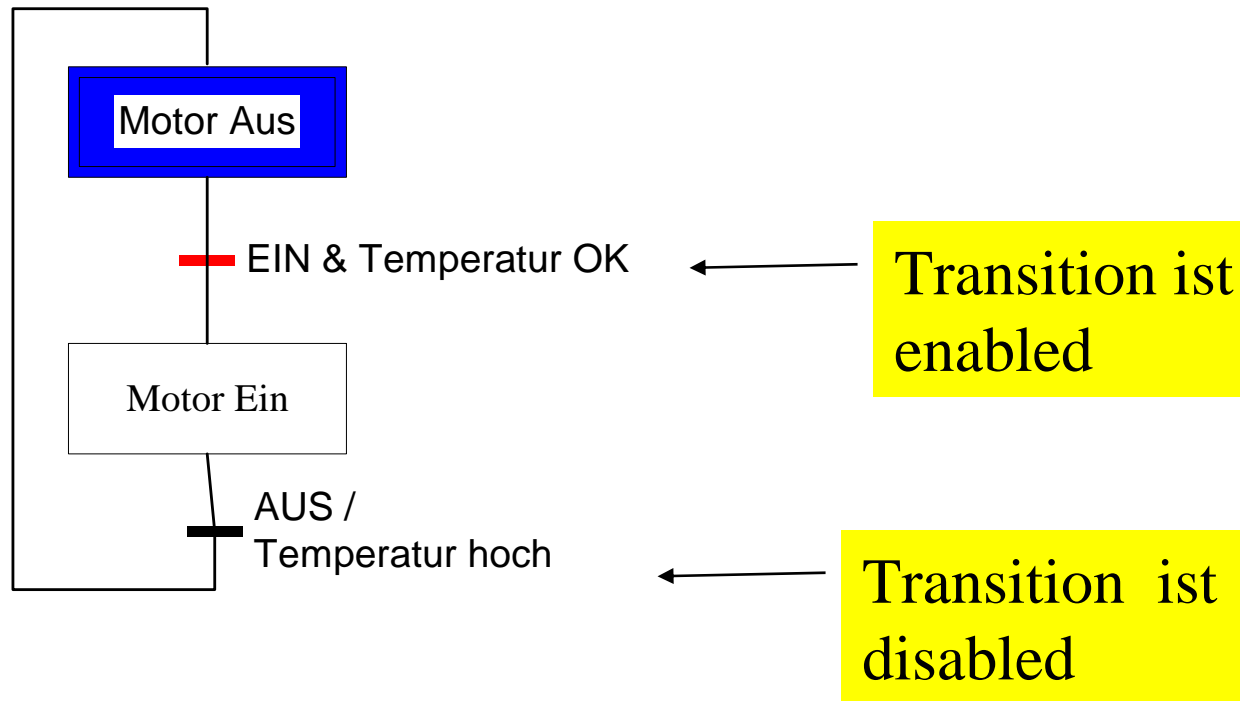 Motor Aus
EIN & Temperatur OK
Transition ist
enabled
Motor Ein
AUS /
Temperatur hoch
Transition ist
disabled